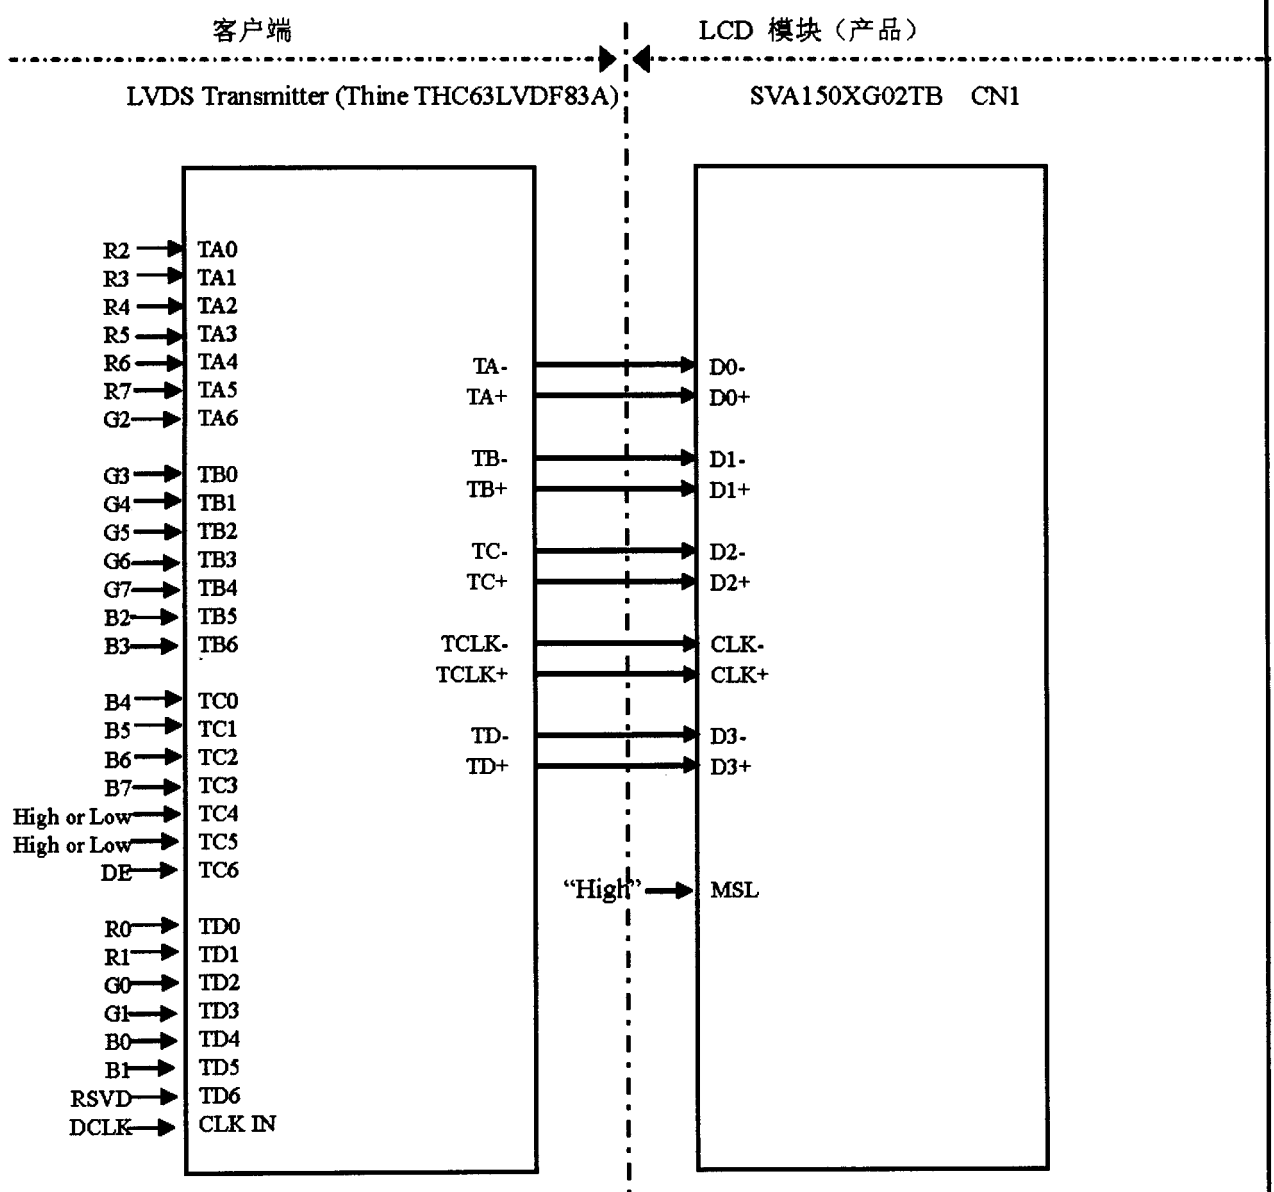 客户端
LCD 模块（产品）
LVDS Transmitter (Thine THC63LVDF83A)
SVA150XG02TB CN1
R2 TA0
R3 TA1
R4 TA2
R5 TA3
R6 TA4
R7 TA5
G2 TA6
G3 TB0
G4 TB1
G5 TB2
G6 TB3
G7 TB4
B2 TB5
B3 TB6
B4 TC0
B5 TC1
B6 TC2
B7 TC3
High or Low TC4
High or Low TC5
DE TC6
R0 TD0
R1 TD1
G0 TD2
G1 TD3
B0 TD4
B1 TD5
RSVD TD6
DCLK CLK IN
TA- D0-
TA+ D0+
TB- D1-
TB+ D1+
TC- D2-
TC+ D2+
TCLK- CLK-
TCLK+ CLK+
TD- D3-
TD+ D3+
“High” MSL